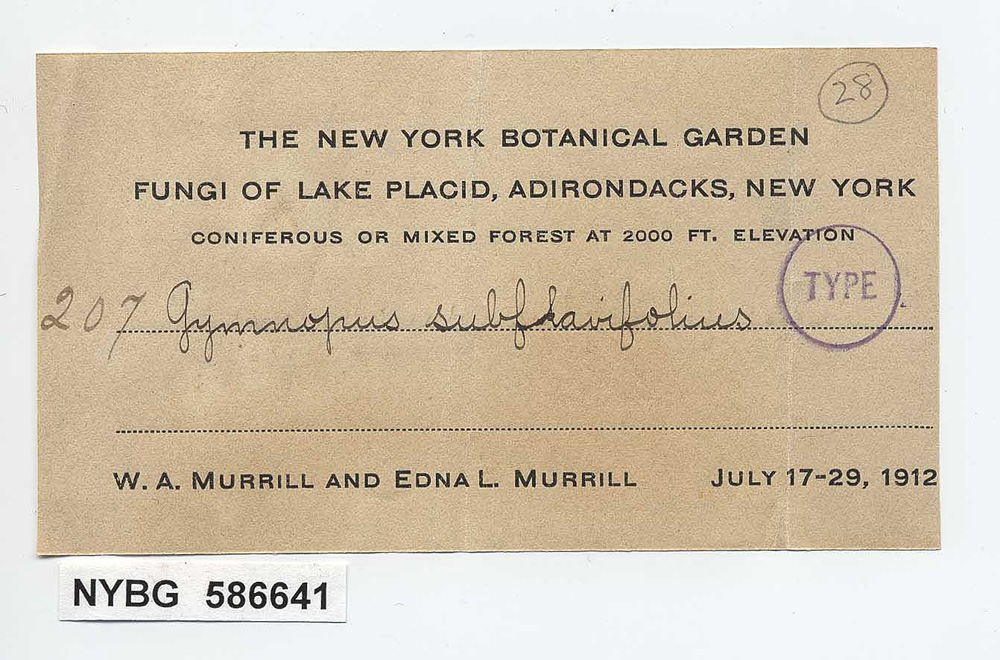 28
THE NEW YORK BOTANICAL GARDEN
FUNGI OF LAKE PLACID, ADIRONDACKS, NEW YORK
CONIFEROUS OR MIXED FOREST AT 2000 FT. ELEVATION
TYPE
207 Gymnopus subflavifolius
W. A. MURRILL AND EDNA L. MURRILL JULY 17-29, 1912
NYBG 586641